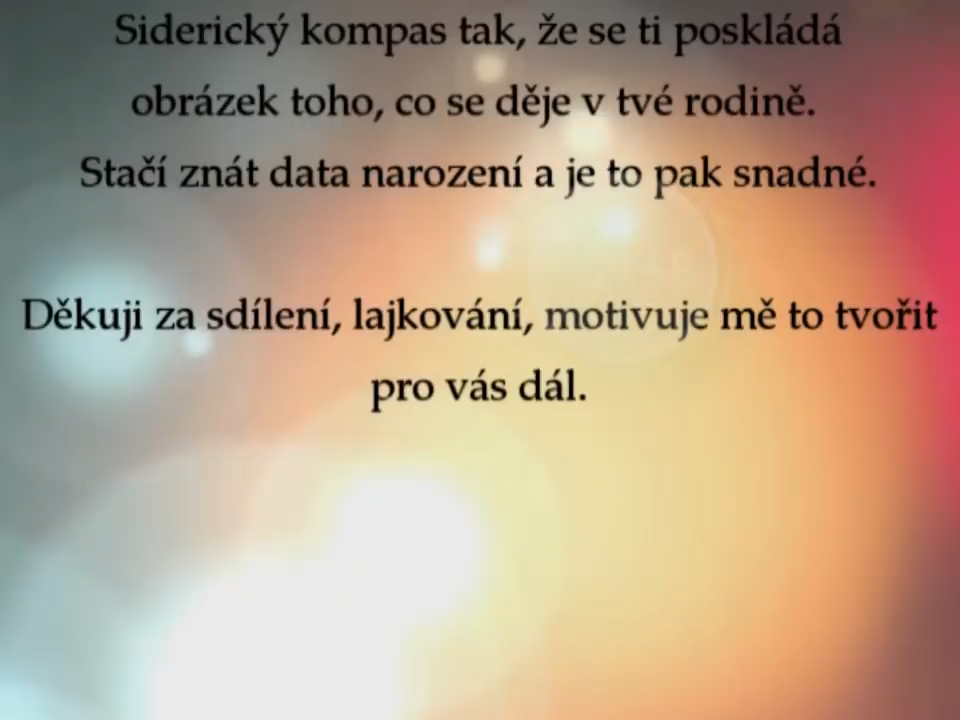 Siderický kompas tak, že se ti poskládá
obrázek toho, co se děje v tvé rodině.
Stačí znát data narození a je to pak snadné.
Děkuji za sdílení, lajkování, motivuje mě to tvořit
pro vás dál.